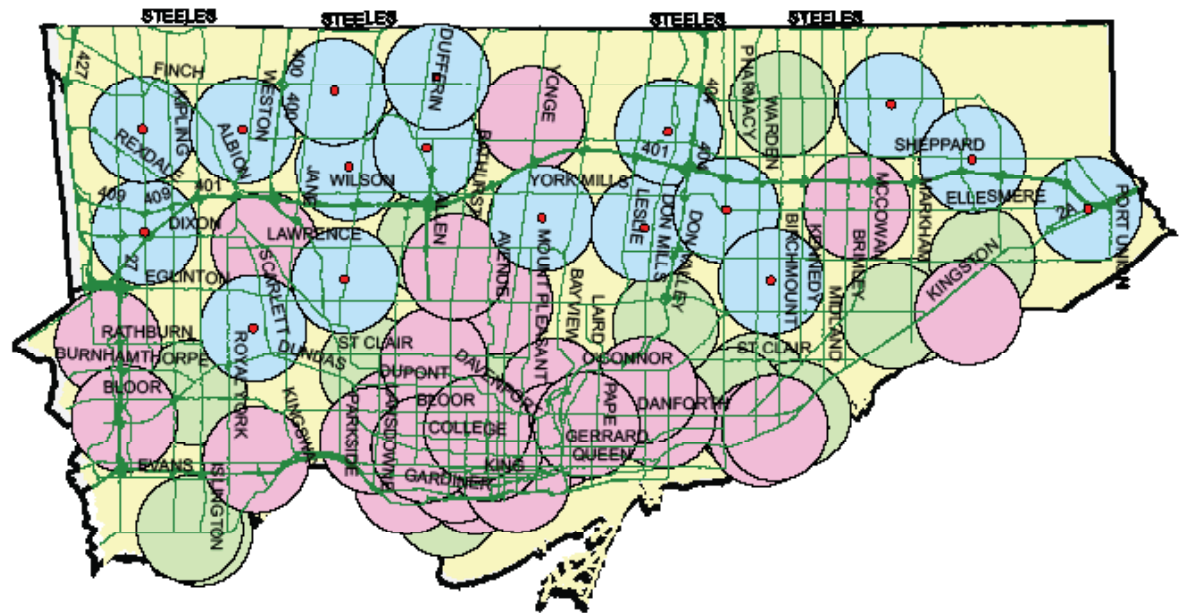 STEELES
STEELES
STEELES
STEELES
427
FINCH
KIPLING
REXDALE
ALBION
WESTON
400
400
DUFFERIN
YCNGE
404
404
401
PHARMACY
WARDEN
SHEPPARD
409
409
401
JANE
WILSON
BATHURST
YORK MILLS
MCCOWAN
MARKHAM
ELLESMERE
2A
PORT UNION
DIXON
27
LAWRENCE
ALLEN
AVENUE
MOUNT PLEASANT
LESLIE
DON MILLS
DON VALLEY
BIRCHMOUNT
KENNEDY
BRIMLEY
MIDLAND
KINGSTON
EGLINTON
SCARLETT
BAYVIEW
LAIRD
RATHBURN
BURNHAMTHORPE
BLOOR
ROYAL YORK
DUNDAS
ST CLAIR
DUPONT
DAVENPORT
O'CONNOR
ST CLAIR
KINGSWAY
PARKSIDE
LANSDOWNE
BLOOR
COLLEGE
PAPE
DANFORTH
GERRARD
QUEEN
EVANS
ISLINGTON
KING
GARDINER